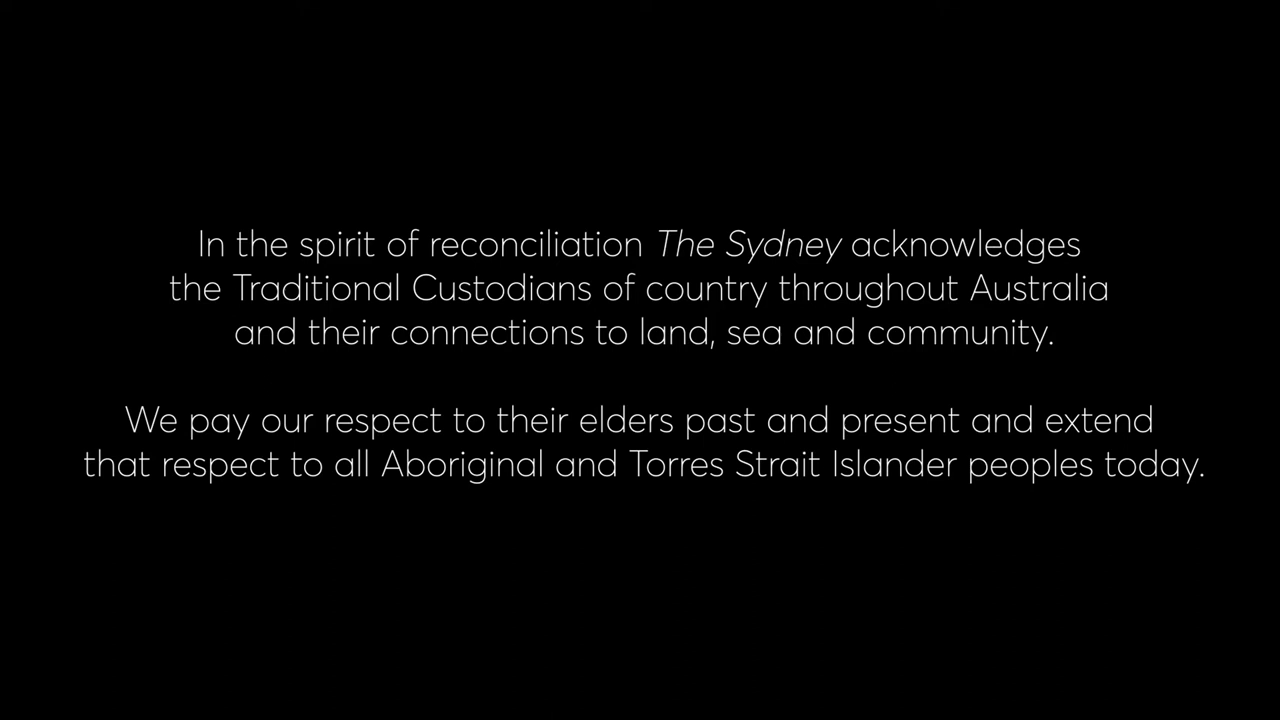 In the spirit of reconciliation The Sydney acknowledges
the Traditional Custodians of country throughout Australia
and their connections to land, sea and community.
We pay our respect to their elders past and present and extend
that respect to all Aboriginal and Torres Strait Islander peoples today.